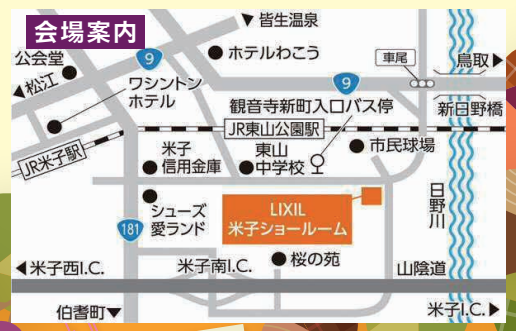 会場案内
▼皆生温泉
公会堂
9
ホテルわこう
車尾
鳥取▶
◀松江
ワシントン
ホテル
9
観音寺新町入口バス停
新日野橋
JR米子駅
JR東山公園駅
米子
信用金庫
東山
中学校
市民球場
日野川
シューズ
愛ランド
LIXIL
米子ショールーム
181
◀米子西I.C.
米子南I.C.
桜の苑
山陰道
伯耆町▼
米子I.C.▶